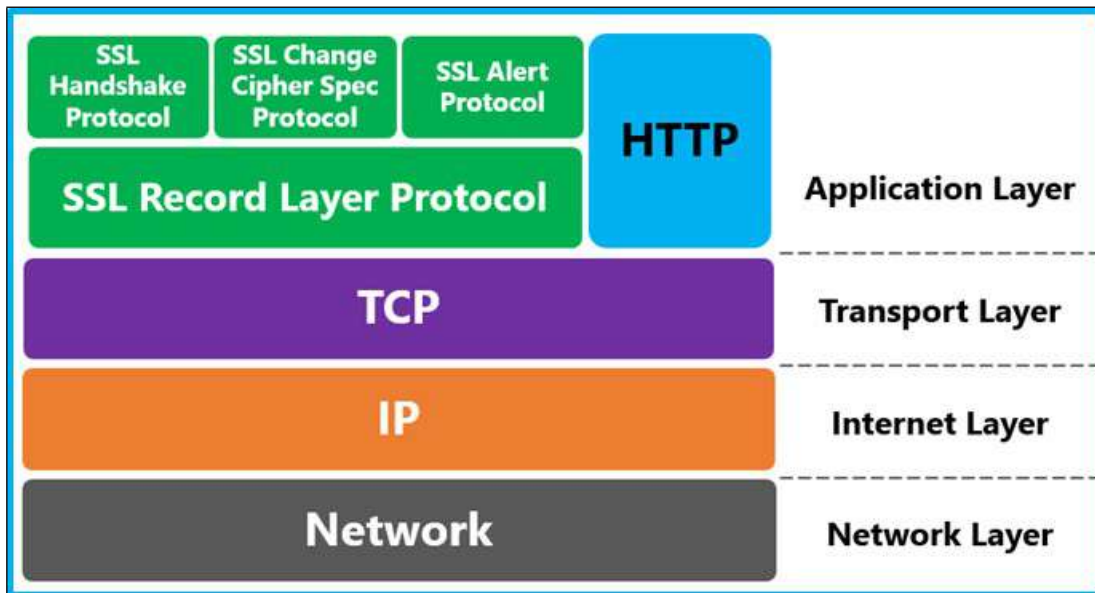 SSL
Handshake
Protocol
SSL Change
Cipher Spec
Protocol
SSL Alert
Protocol
HTTP
SSL Record Layer Protocol
Application Layer
TCP
Transport Layer
IP
Internet Layer
Network
Network Layer